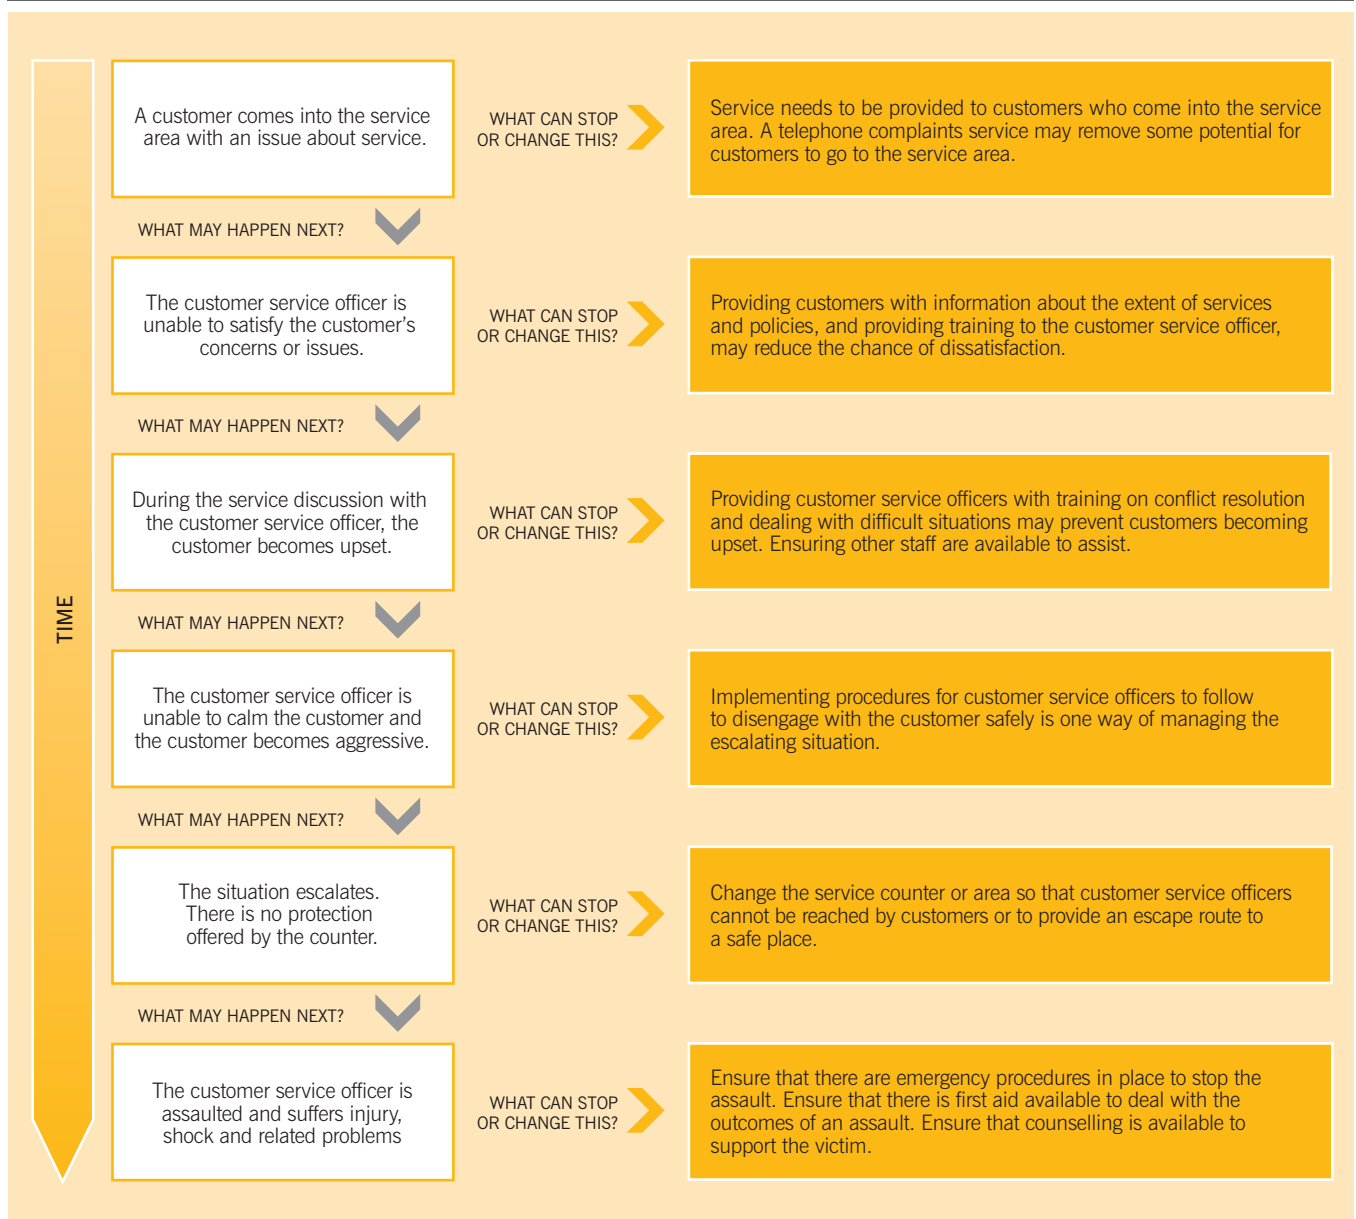 A customer comes into the service
area with an issue about service.
WHAT CAN STOP
OR CHANGE THIS?
Service needs to be provided to customers who come into the service
area. A telephone complaints service may remove some potential for
customers to go to the service area.
WHAT MAY HAPPEN NEXT?
The customer service officer is
unable to satisfy the customer's
concerns or issues.
WHAT CAN STOP
OR CHANGE THIS?
Providing customers with information about the extent of services
and policies, and providing training to the customer service officer,
may reduce the chance of dissatisfaction.
WHAT MAY HAPPEN NEXT?
During the service discussion with
the customer service officer, the
customer becomes upset.
WHAT CAN STOP
OR CHANGE THIS?
Providing customer service officers with training on conflict resolution
and dealing with difficult situations may prevent customers becoming
upset. Ensuring other staff are available to assist.
TIME
WHAT MAY HAPPEN NEXT?
The customer service officer is
unable to calm the customer and
the customer becomes aggressive.
WHAT CAN STOP
OR CHANGE THIS?
Implementing procedures for customer service officers to follow
to disengage with the customer safely is one way of managing the
escalating situation.
WHAT MAY HAPPEN NEXT?
The situation escalates.
There is no protection
offered by the counter.
WHAT CAN STOP
OR CHANGE THIS?
Change the service counter or area so that customer service officers
cannot be reached by customers or to provide an escape route to
a safe place.
WHAT MAY HAPPEN NEXT?
The customer service officer is
assaulted and suffers injury,
shock and related problems
WHAT CAN STOP
OR CHANGE THIS?
Ensure that there are emergency procedures in place to stop the
assault. Ensure that there is first aid available to deal with the
outcomes of an assault. Ensure that counselling is available to
support the victim.